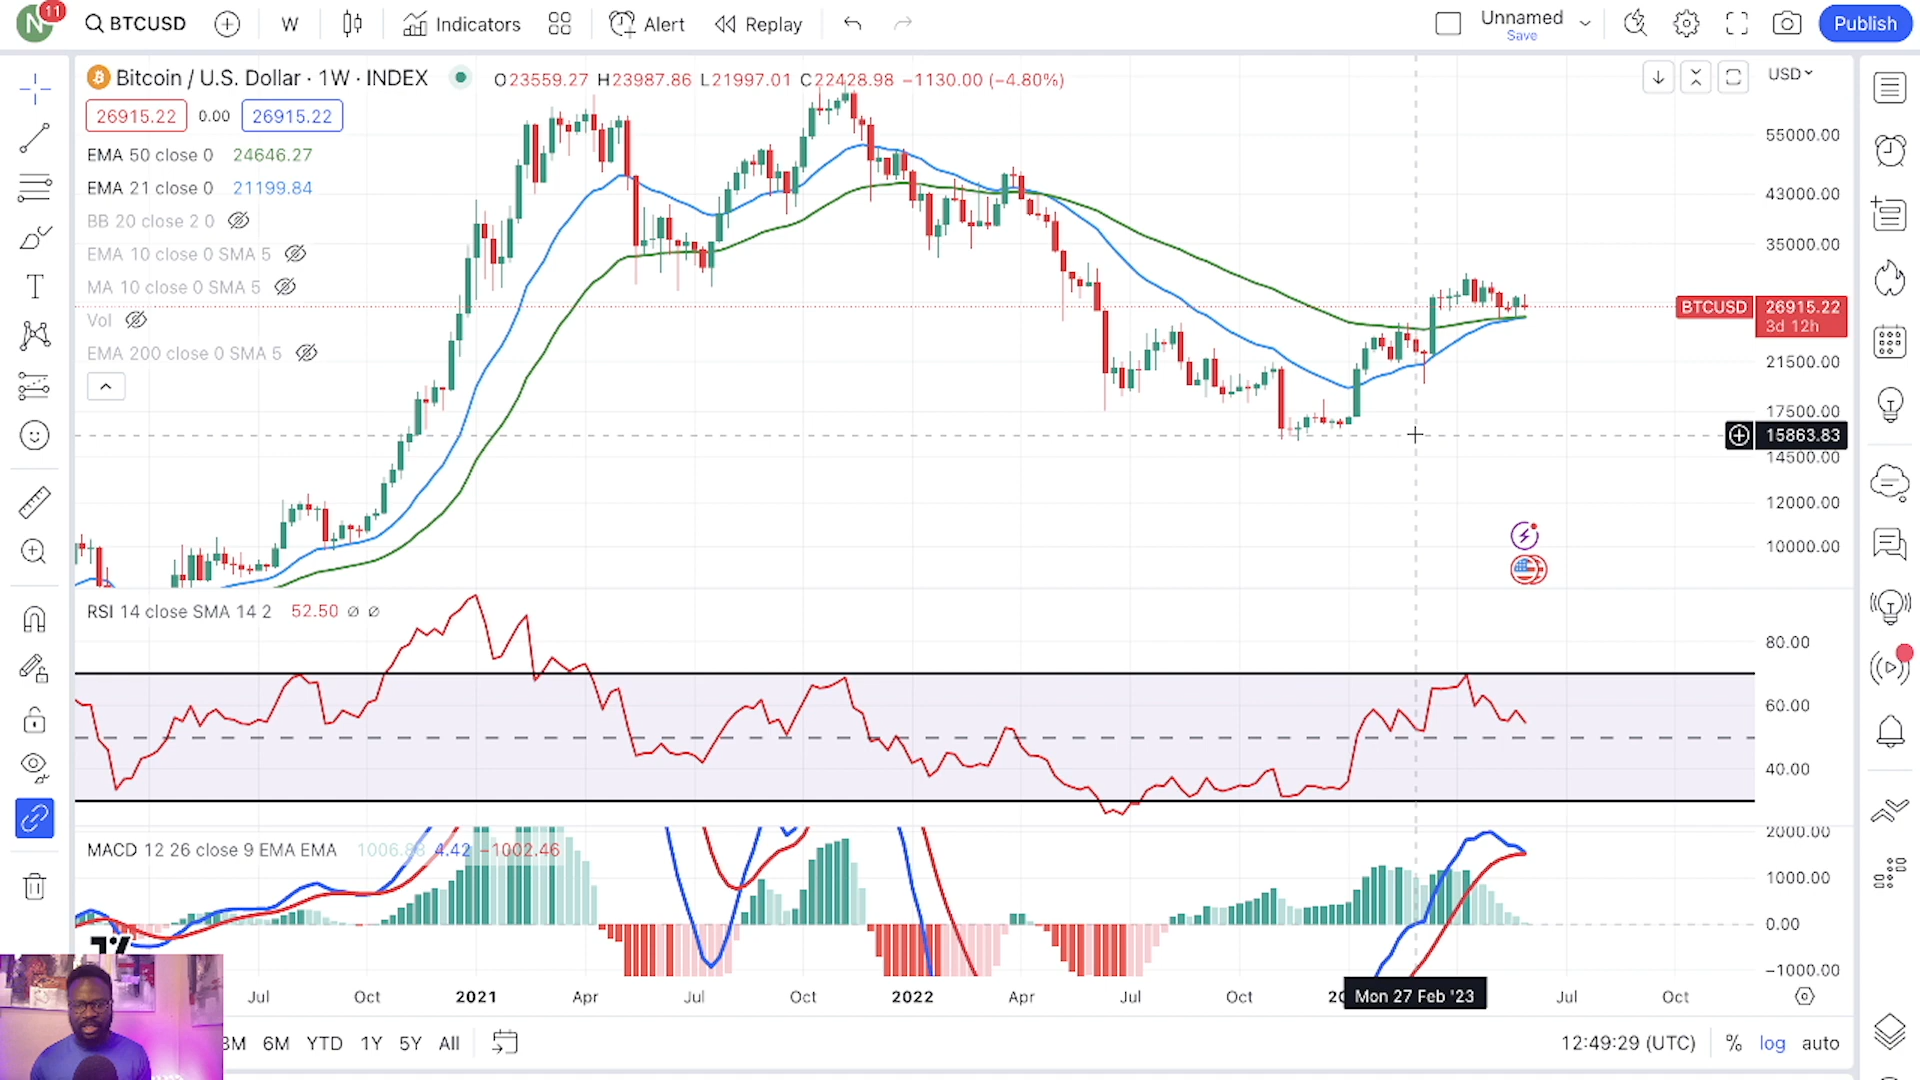 N 11 BTCUSD W Indicators Alert Replay Unnamed Save Publish
Bitcoin / U.S. Dollar · 1W · INDEX O23559.27 H23987.86 L21997.01 C22428.98 −1130.00 (−4.80%) USD
26915.22 0.00 26915.22
55000.00
EMA 50 close 0 24646.27
EMA 21 close 0 21199.84
43000.00
BB 20 close 2 0
35000.00
EMA 10 close 0 SMA 5
MA 10 close 0 SMA 5
BTCUSD 26915.22
3d 12h
Vol
EMA 200 close 0 SMA 5
21500.00
17500.00
15863.83
14500.00
12000.00
10000.00
RSI 14 close SMA 14 2 52.50 ∅ ∅
80.00
60.00
40.00
2000.00
MACD 12 26 close 9 EMA EMA 1006.88 4.42 −1002.46
1000.00
0.00
−1000.00
Jul Oct 2021 Apr Jul Oct 2022 Apr Jul Oct Mon 27 Feb '23 Jul Oct
3M 6M YTD 1Y 5Y All 12:49:29 (UTC) % log auto